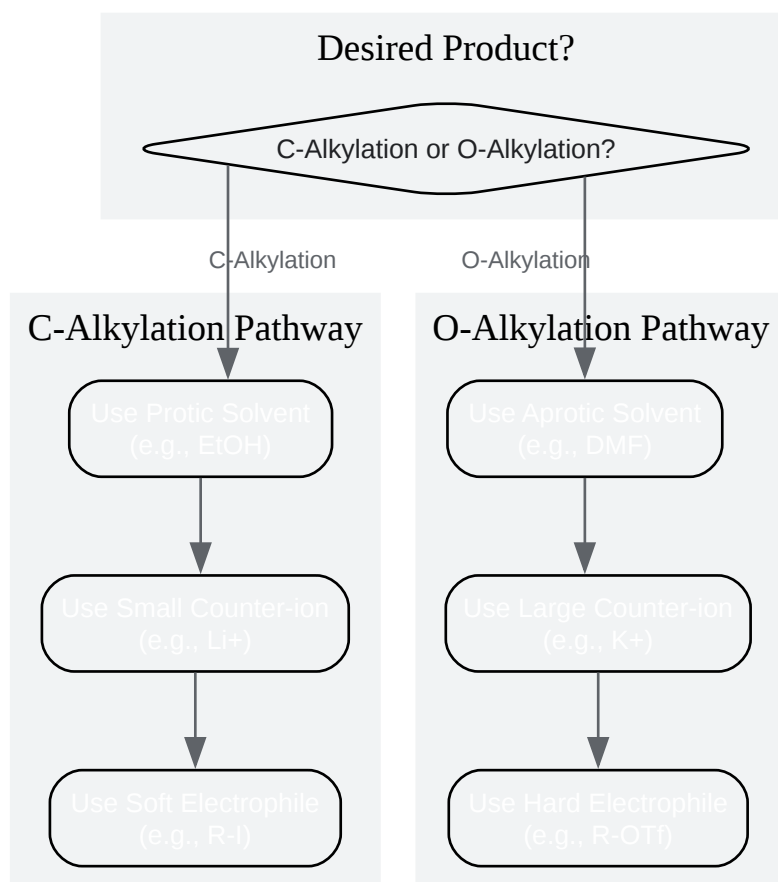 Desired Product?
C-Alkylation or O-Alkylation?
C-Alkylation
O-Alkylation
C-Alkylation Pathway
Use Protic Solvent
(e.g., EtOH)
Use Small Counter-ion
(e.g., Li+)
Use Soft Electrophile
(e.g., R-I)
O-Alkylation Pathway
Use Aprotic Solvent
(e.g., DMF)
Use Large Counter-ion
(e.g., K+)
Use Hard Electrophile
(e.g., R-OTf)